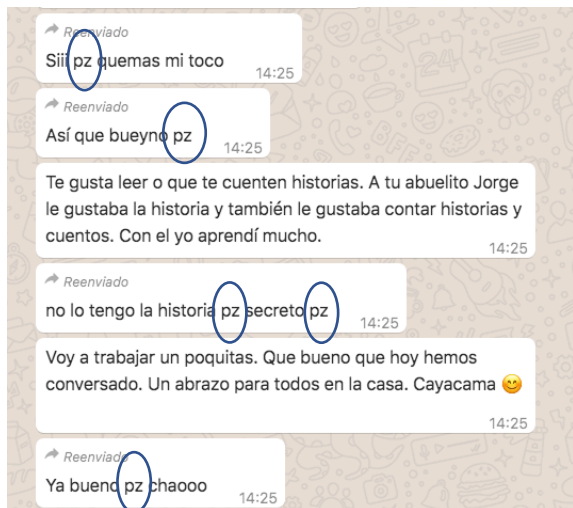 Reenviado
Siii pz quemas mi toco
14:25
Reenviado
Así que bueyno pz
14:25
Te gusta leer o que te cuenten historias. A tu abuelito Jorge
le gustaba la historia y también le gustaba contar historias y
cuentos. Con el yo aprendí mucho.
14:25
Reenviado
no lo tengo la historia pz secreto pz
14:25
Voy a trabajar un poquitas. Que bueno que hoy hemos
conversado. Un abrazo para todos en la casa. Cayacama 😊
14:25
Reenviado
Ya bueno pz chaooo
14:25